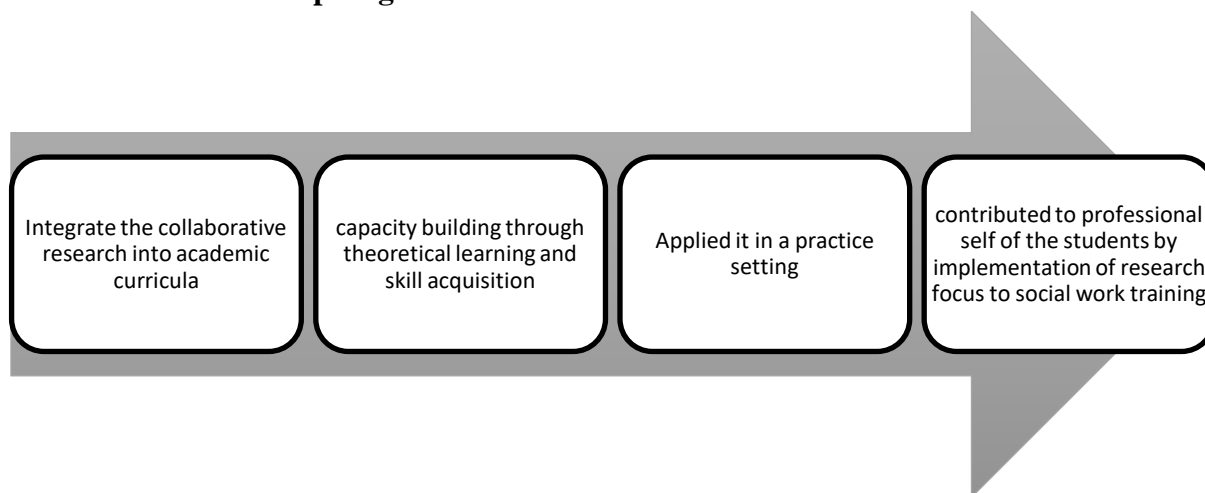 Integrate the collaborative
research into academic
curricula
capacity building through
theoretical learning and
skill acquisition
Applied it in a practice
setting
contributed to professional
self of the students by
implementation of research
focus to social work training